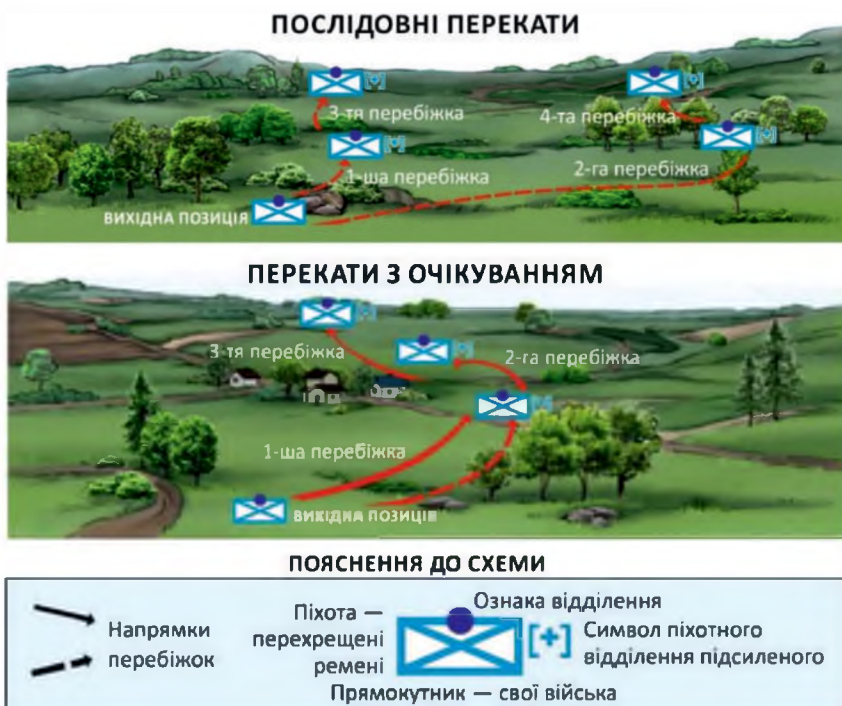 ПОСЛІДОВНІ ПЕРЕКАТИ
[+]
[+]
3-тя перебіжка
4-та перебіжка
[+]
[+]
1-ша перебіжка
2-га перебіжка
ВИХІДНА ПОЗИЦІЯ
ПЕРЕКАТИ З ОЧІКУВАННЯМ
[+]
3-тя перебіжка
[+]
2-га перебіжка
[+]
1-ша перебіжка
ВИХІДНА ПОЗИЦІЯ
ПОЯСНЕННЯ ДО СХЕМИ
Напрямки
перебіжок
Піхота —
перехрещені
ремені
Ознака відділення
[+] Символ піхотного
відділення підсиленого
Прямокутник — свої війська